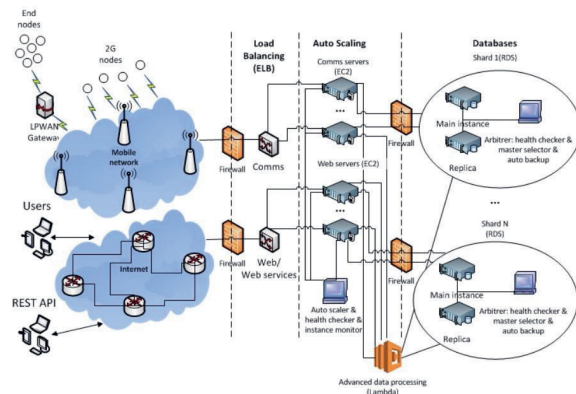 End
nodes
2G
nodes
LPWAN
Gateway
Mobile
network
Users
Internet
REST API
Firewall
Firewall
Load
Balancing
(ELB)
Comms
Web/
Web services
Auto Scaling
Comms servers
(EC2)
...
Web servers (EC2)
...
Auto scaler &
health checker &
instance monitor
Advanced data processing
(Lambda)
Firewall
Firewall
Databases
Shard 1(RDS)
Main instance
Replica
Arbitrer: health checker &
master selector &
auto backup
...
Shard N
(RDS)
Main instance
Replica
Arbitrer: health checker &
master selector &
auto backup